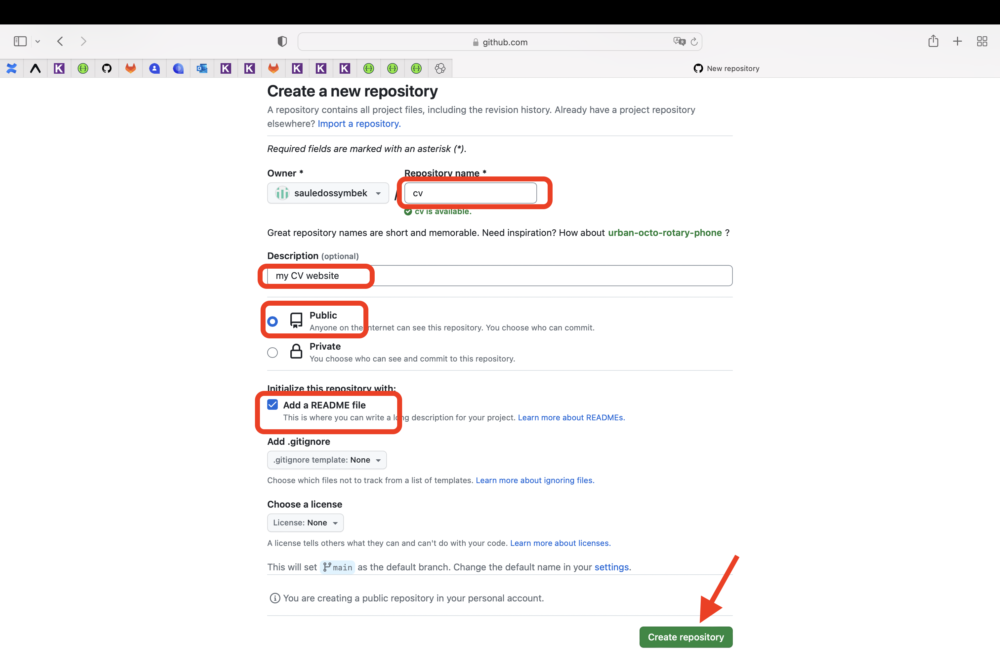 github.com
New repository
Create a new repository
A repository contains all project files, including the revision history. Already have a project repository
elsewhere? Import a repository.
Required fields are marked with an asterisk (*).
Owner *
Repository name *
sauledossymbek
/
cv
cv is available.
Great repository names are short and memorable. Need inspiration? How about urban-octo-rotary-phone ?
Description (optional)
my CV website
Public
Anyone on the internet can see this repository. You choose who can commit.
Private
You choose who can see and commit to this repository.
Initialize this repository with:
Add a README file
This is where you can write a long description for your project. Learn more about READMEs.
Add .gitignore
.gitignore template: None
Choose which files not to track from a list of templates. Learn more about ignoring files.
Choose a license
License: None
A license tells others what they can and can't do with your code. Learn more about licenses.
This will set main as the default branch. Change the default name in your settings.
You are creating a public repository in your personal account.
Create repository